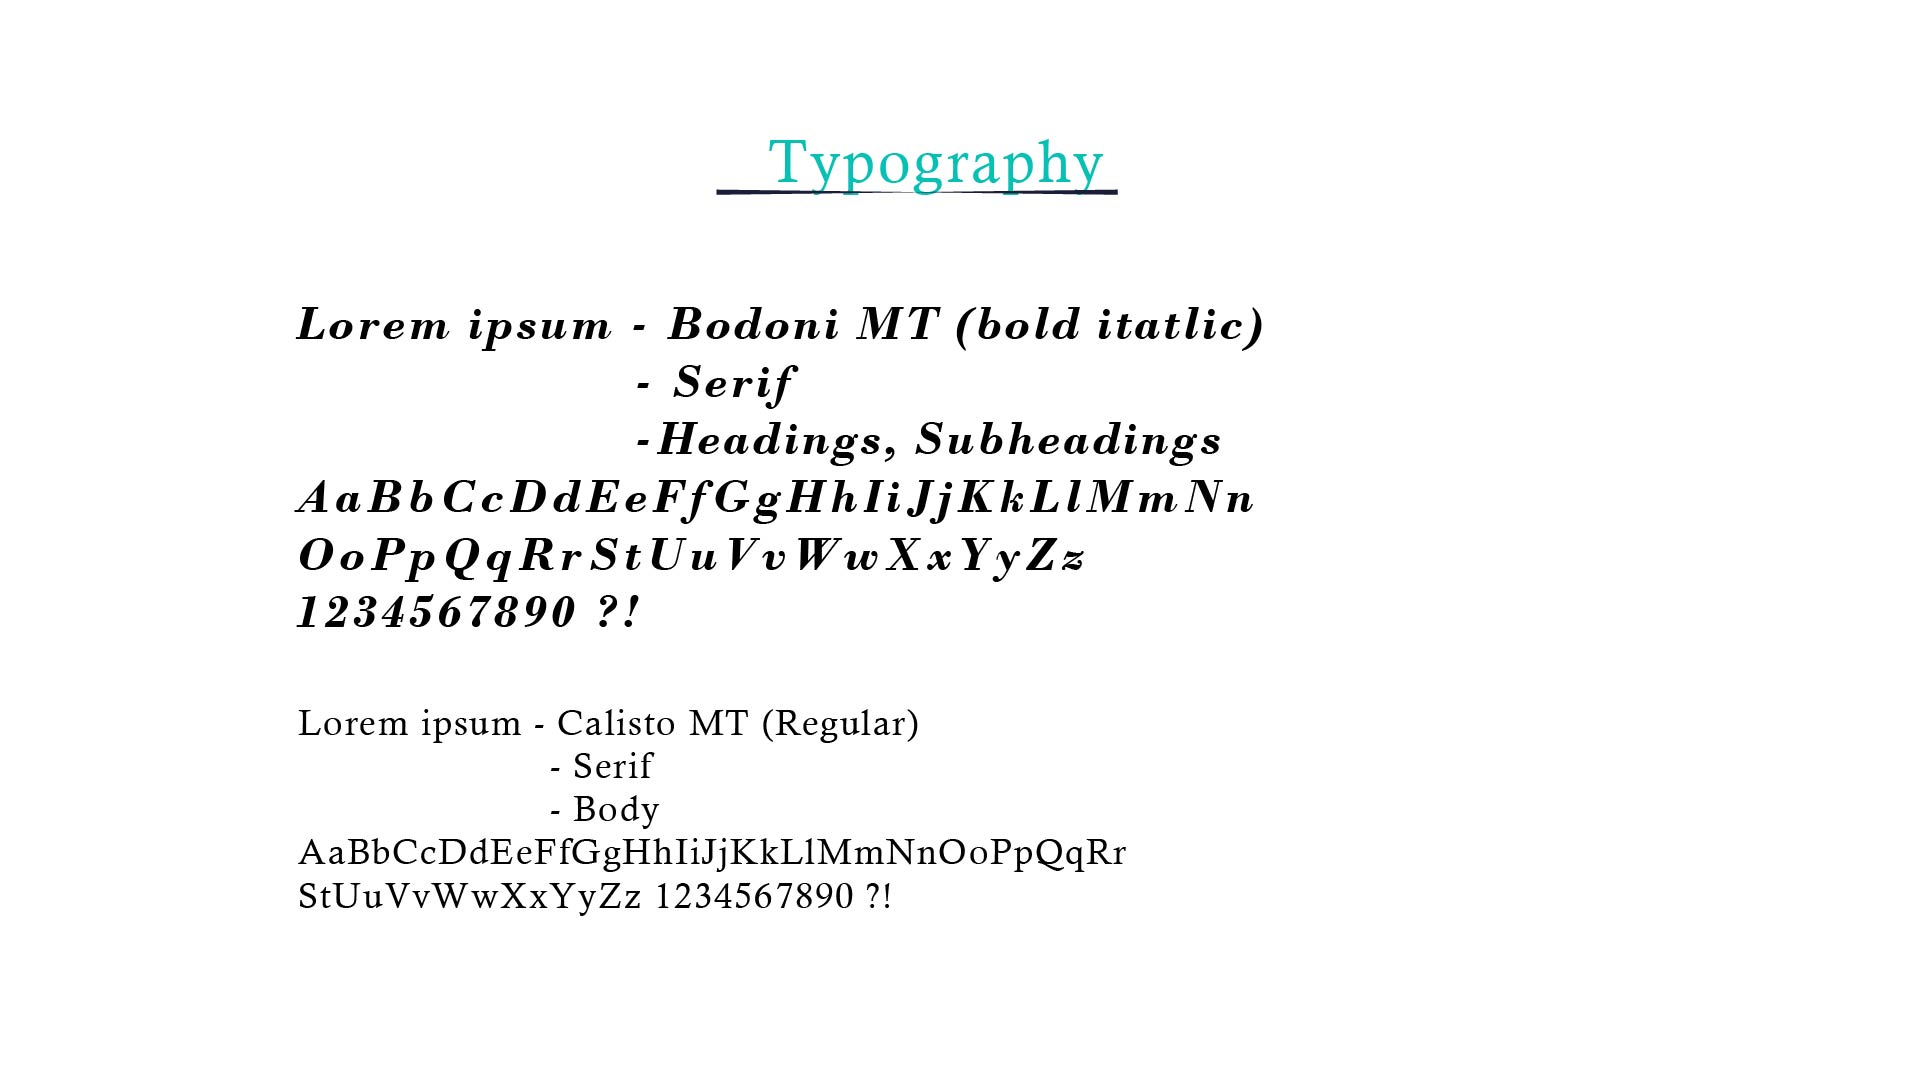 Typography
Lorem ipsum - Bodoni MT (bold itatlic)
- Serif
-Headings, Subheadings
AaBbCcDdEeFfGgHhIiJjKkLlMmNn
OoPpQqRrStUuVvWwXxYyZz
1234567890 ?!
Lorem ipsum - Calisto MT (Regular)
- Serif
- Body
AaBbCcDdEeFfGgHhIiJjKkLlMmNnOoPpQqRr
StUuVvWwXxYyZz 1234567890 ?!